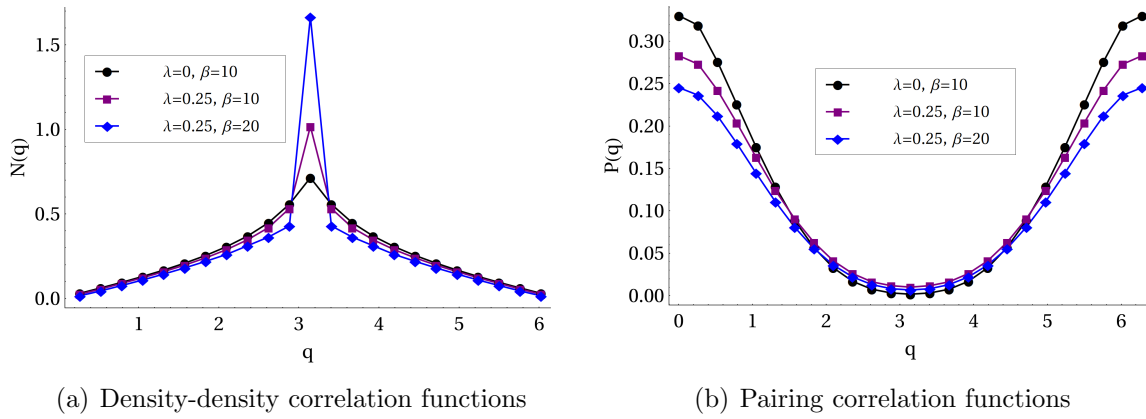 1.5
1.0
0.5
0.0
N(q)
λ=0, β=10
λ=0.25, β=10
λ=0.25, β=20
1 2 3 4 5 6
q
(a) Density-density correlation functions
0.30
0.25
0.20
0.15
0.10
0.05
0.00
P(q)
λ=0, β=10
λ=0.25, β=10
λ=0.25, β=20
0 1 2 3 4 5 6
q
(b) Pairing correlation functions